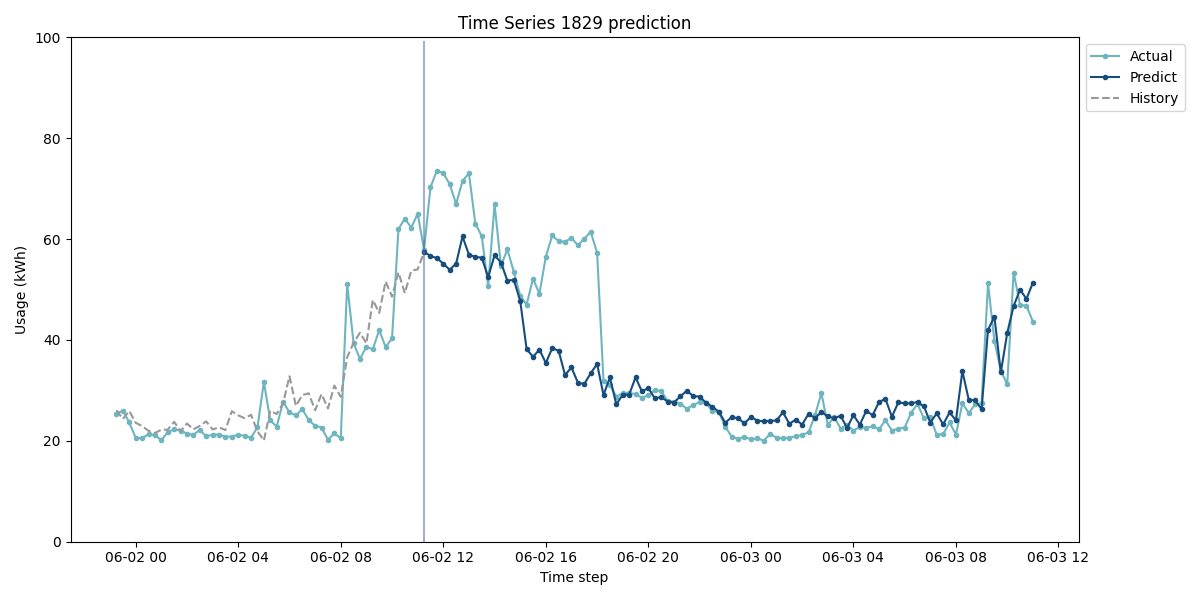 Time Series 1829 prediction
100
80
60
40
20
0
Usage (kWh)
06-02 00
06-02 04
06-02 08
06-02 12
06-02 16
06-02 20
06-03 00
06-03 04
06-03 08
06-03 12
Time step
Actual
Predict
History